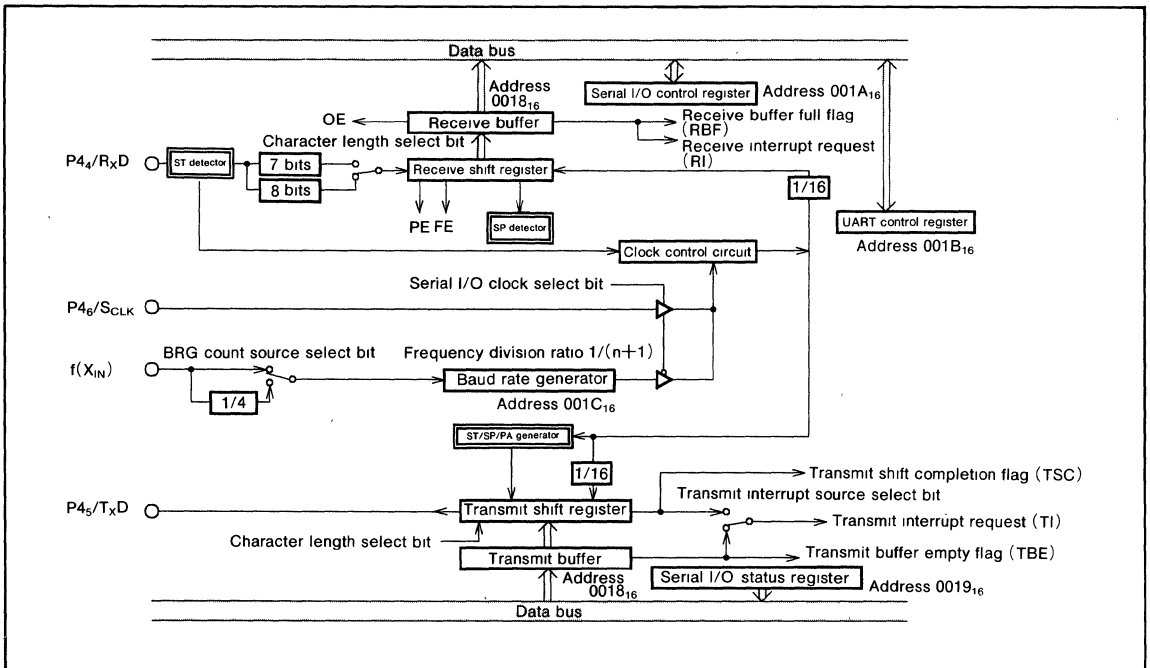 Data bus
Address
0018₁₆
Serial I/O control register
Address 001A₁₆
OE
Receive buffer
Receive buffer full flag
(RBF)
Character length select bit
Receive interrupt request
(RI)
P4₄/RₓD
ST detector
7 bits
8 bits
Receive shift register
1/16
PE FE
SP detector
UART control register
Address 001B₁₆
Clock control circuit
Serial I/O clock select bit
P4₆/S_CLK
BRG count source select bit
Frequency division ratio 1/(n+1)
f(X_IN)
1/4
Baud rate generator
Address 001C₁₆
ST/SP/PA generator
1/16
Transmit shift completion flag (TSC)
Transmit interrupt source select bit
P4₅/TₓD
Transmit shift register
Transmit interrupt request (TI)
Character length select bit
Transmit buffer
Transmit buffer empty flag (TBE)
Address
0018₁₆
Serial I/O status register
Address 0019₁₆
Data bus